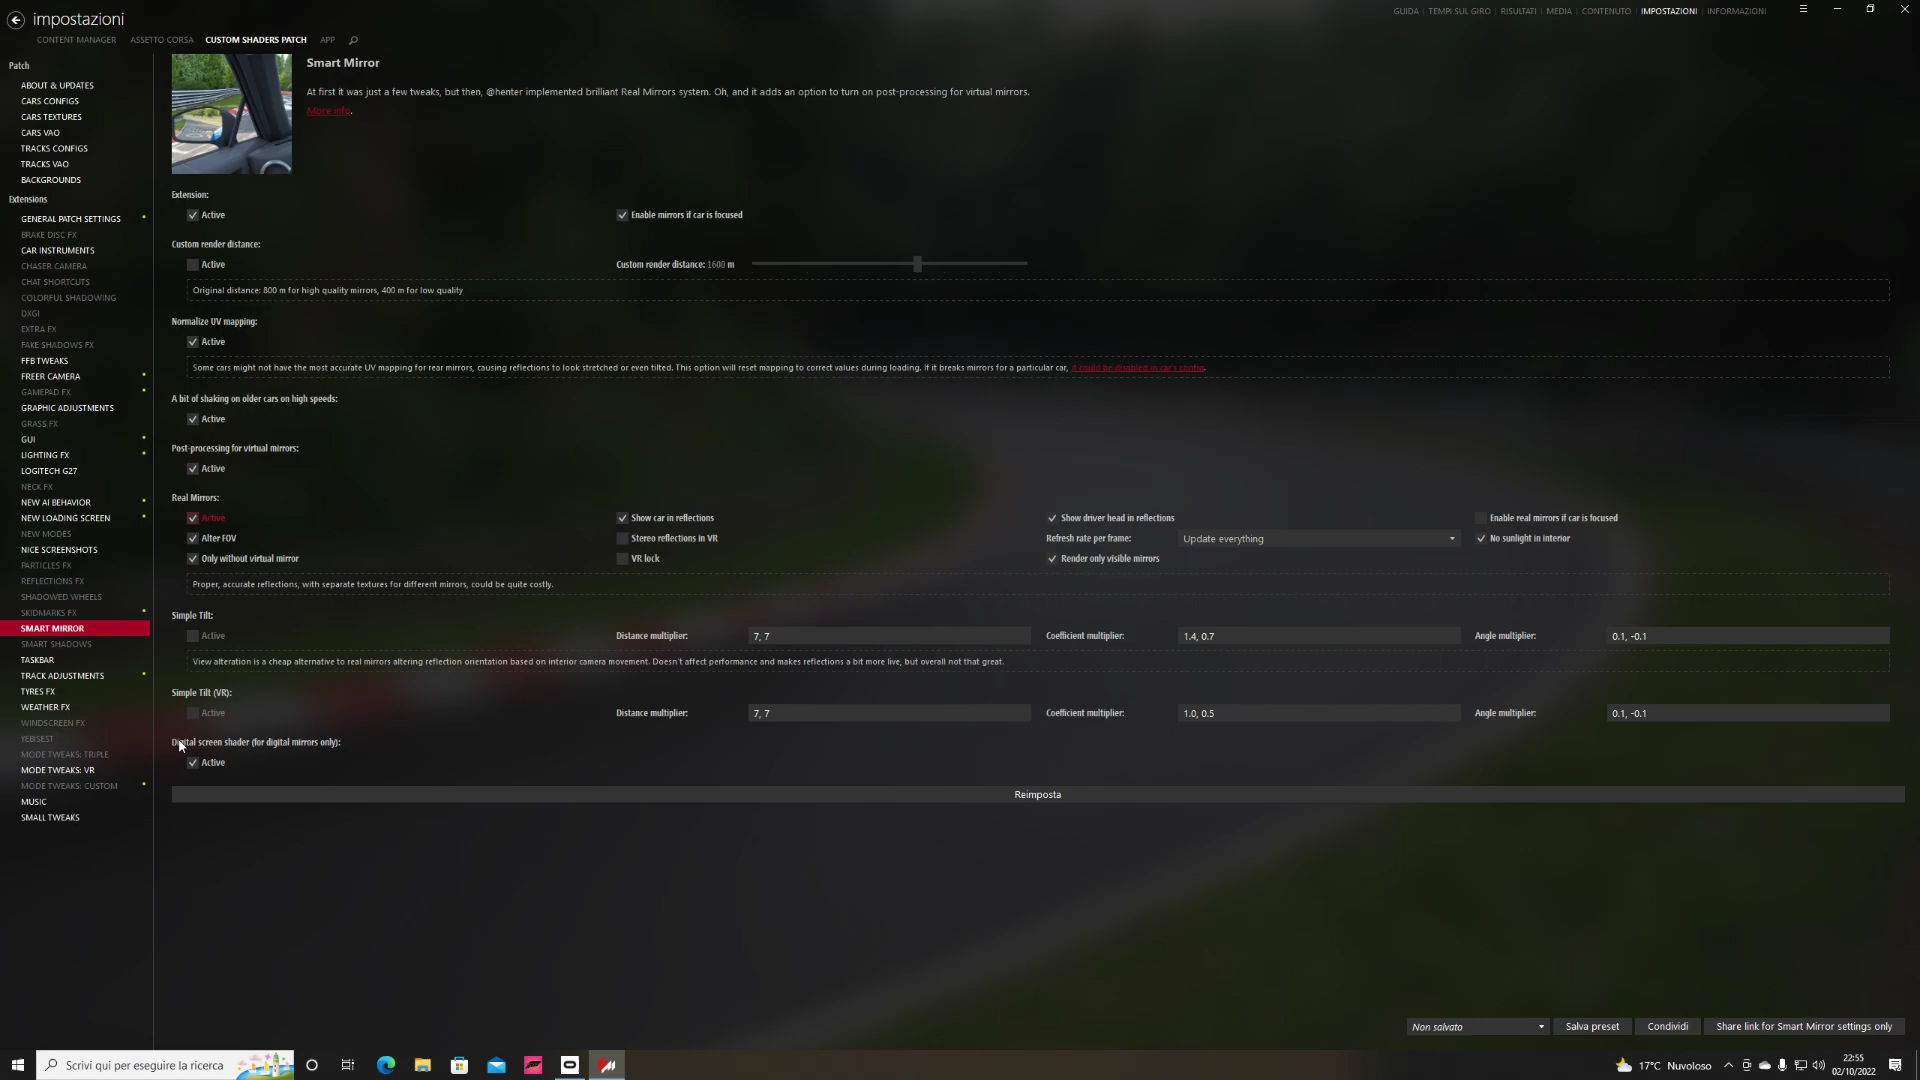 impostazioni
GUIDA | TEMPI SUL GIRO | RISULTATI | MEDIA | CONTENUTO | IMPOSTAZIONI | INFORMAZIONI
CONTENT MANAGER ASSETTO CORSA CUSTOM SHADERS PATCH APP
Patch
ABOUT & UPDATES
CARS CONFIGS
CARS TEXTURES
CARS VAO
TRACKS CONFIGS
TRACKS VAO
BACKGROUNDS
Extensions
GENERAL PATCH SETTINGS
BRAKE DISC FX
CAR INSTRUMENTS
CHASER CAMERA
CHAT SHORTCUTS
COLORFUL SHADOWING
DXGI
EXTRA FX
FAKE SHADOWS FX
FFB TWEAKS
FREER CAMERA
GAMEPAD FX
GRAPHIC ADJUSTMENTS
GRASS FX
GUI
LIGHTING FX
LOGITECH G27
NECK FX
NEW AI BEHAVIOR
NEW LOADING SCREEN
NEW MODES
NICE SCREENSHOTS
PARTICLES FX
REFLECTIONS FX
SHADOWED WHEELS
SKIDMARKS FX
SMART MIRROR
SMART SHADOWS
TASKBAR
TRACK ADJUSTMENTS
TYRES FX
WEATHER FX
WINDSCREEN FX
YEBISEST
MODE TWEAKS: TRIPLE
MODE TWEAKS: VR
MODE TWEAKS: CUSTOM
MUSIC
SMALL TWEAKS
Smart Mirror
At first it was just a few tweaks, but then, @henter implemented brilliant Real Mirrors system. Oh, and it adds an option to turn on post-processing for virtual mirrors.
More info.
Extension:
Active Enable mirrors if car is focused
Custom render distance:
Active Custom render distance: 1600 m
Original distance: 800 m for high quality mirrors, 400 m for low quality
Normalize UV mapping:
Active
Some cars might not have the most accurate UV mapping for rear mirrors, causing reflections to look stretched or even tilted. This option will reset mapping to correct values during loading. If it breaks mirrors for a particular car, it could be disabled in car's config.
A bit of shaking on older cars on high speeds:
Active
Post-processing for virtual mirrors:
Active
Real Mirrors:
Active Show car in reflections Show driver head in reflections Enable real mirrors if car is focused
Alter FOV Stereo reflections in VR Refresh rate per frame: Update everything No sunlight in interior
Only without virtual mirror VR lock Render only visible mirrors
Proper, accurate reflections, with separate textures for different mirrors, could be quite costly.
Simple Tilt:
Active Distance multiplier: 7, 7 Coefficient multiplier: 1.4, 0.7 Angle multiplier: 0.1, -0.1
View alteration is a cheap alternative to real mirrors altering reflection orientation based on interior camera movement. Doesn't affect performance and makes reflections a bit more live, but overall not that great.
Simple Tilt (VR):
Active Distance multiplier: 7, 7 Coefficient multiplier: 1.0, 0.5 Angle multiplier: 0.1, -0.1
Digital screen shader (for digital mirrors only):
Active
Reimposta
Non salvato Salva preset Condividi Share link for Smart Mirror settings only
Scrivi qui per eseguire la ricerca
17°C Nuvoloso
22:55
02/10/2022